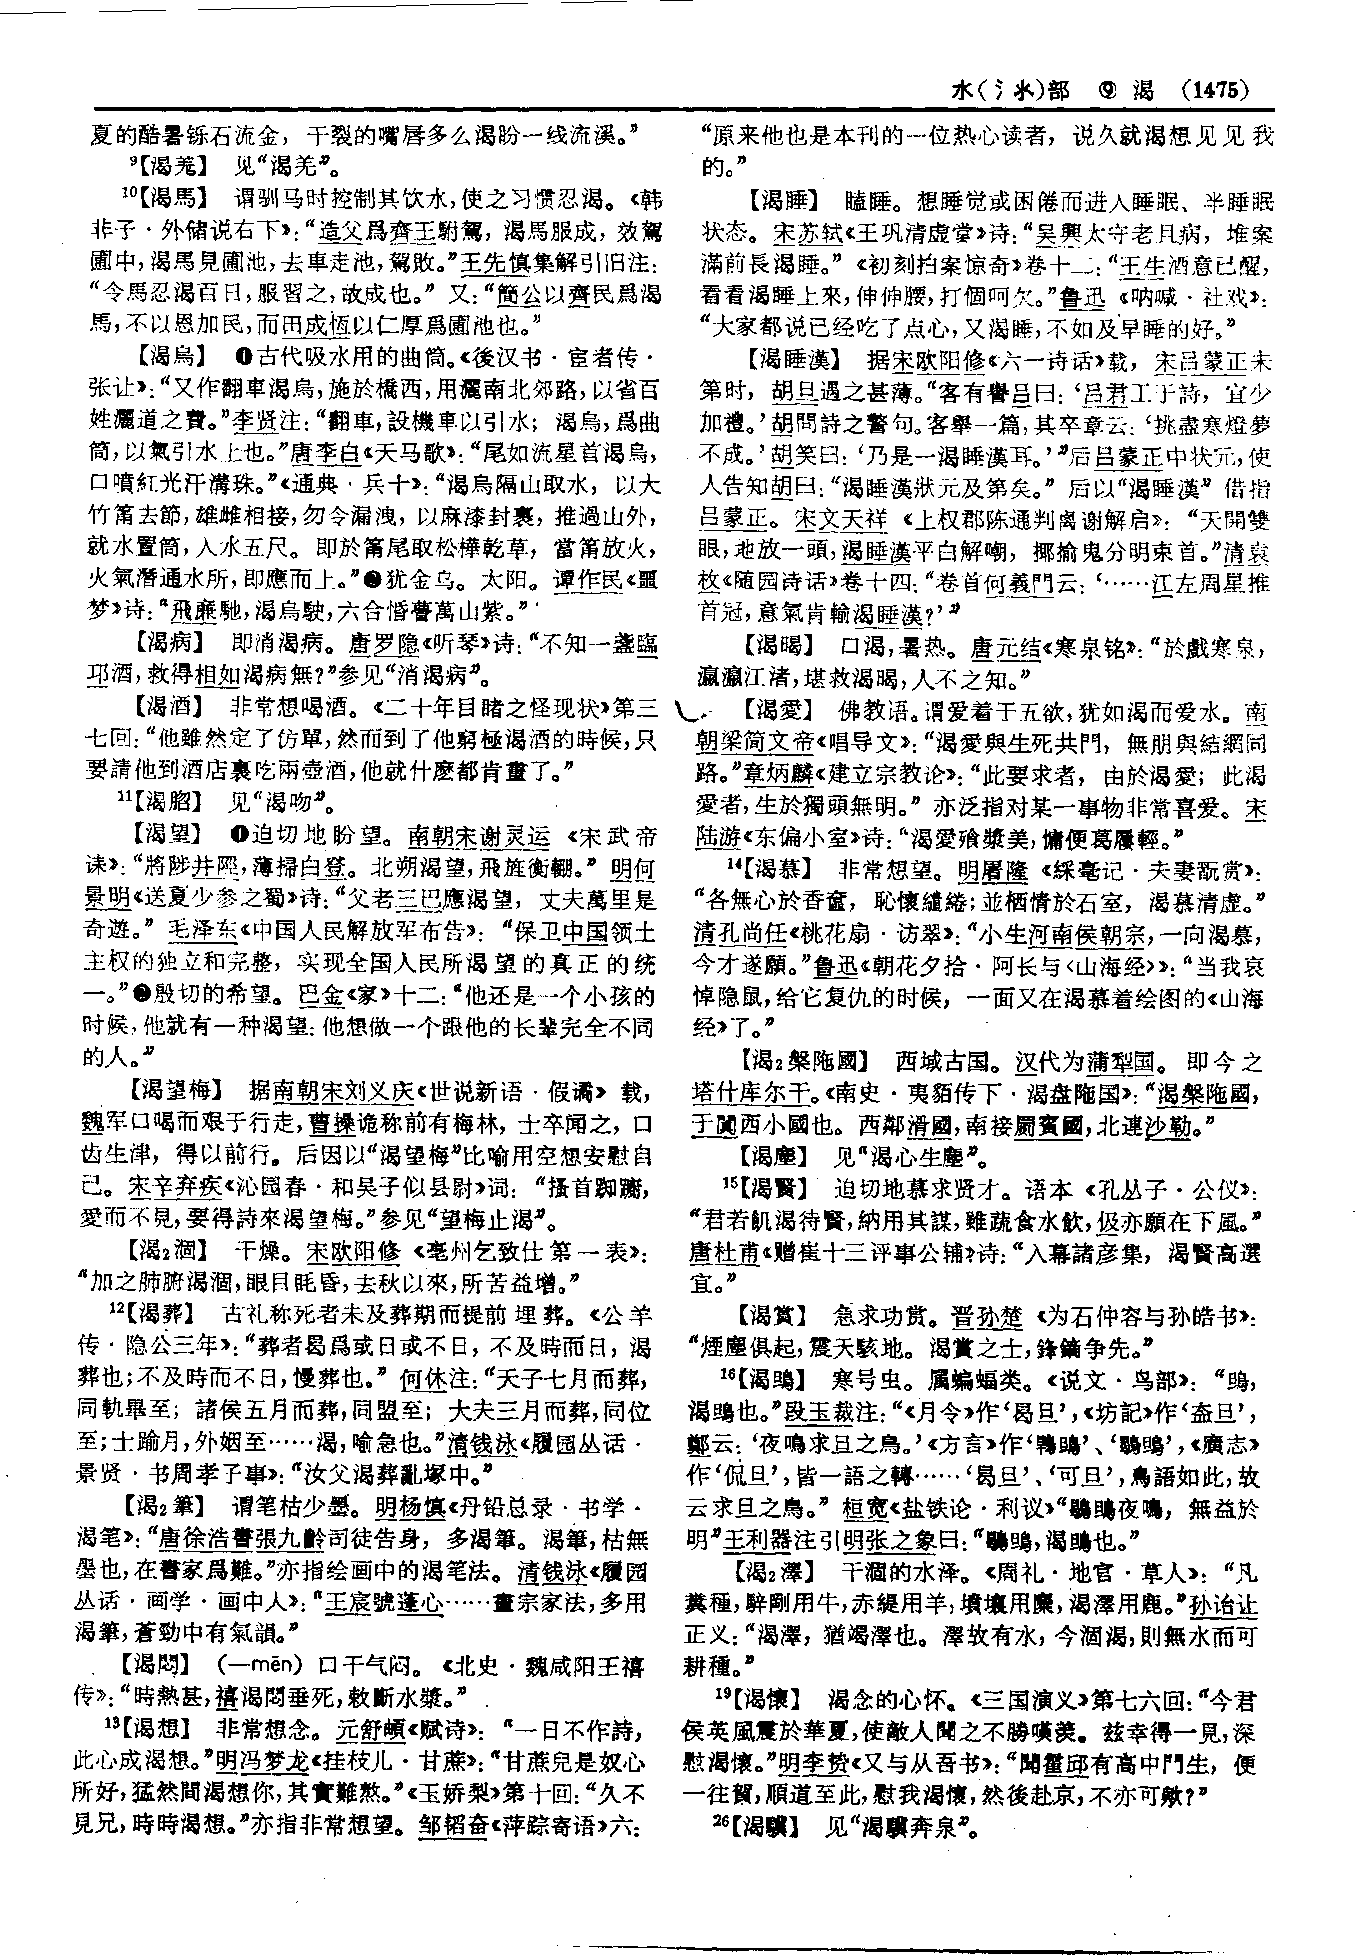 水(氵氺)部　⑨　渴　(1475)
夏的酷暑铄石流金，干裂的嘴唇多么渴盼一线流溪。”
⁹【渴羗】　见“渴羌”。
¹⁰【渴馬】　谓驯马时控制其饮水，使之习惯忍渴。《韩
非子·外储说右下》：“造父爲齊王駙駕，渴馬服成，效駕
圃中，渴馬見圃池，去車走池，駕敗。”王先慎集解引旧注：
“令馬忍渴百日，服習之，故成也。”又：“簡公以齊民爲渴
馬，不以恩加民，而田成恆以仁厚爲圃池也。”
【渴烏】　❶古代吸水用的曲筒。《後汉书·宦者传·
张让》：“又作翻車渴烏，施於橋西，用灑南北郊路，以省百
姓灑道之費。”李贤注：“翻車，設機車以引水；渴烏，爲曲
筒，以氣引水上也。”唐李白《天马歌》：“尾如流星首渴烏，
口噴紅光汗溝珠。”《通典·兵十》：“渴烏隔山取水，以大
竹筩去節，雄雌相接，勿令漏洩，以麻漆封裹，推過山外，
就水置筒，入水五尺。即於筩尾取松樺乾草，當筩放火，
火氣潛通水所，即應而上。”❷犹金乌。太阳。谭作民《噩
梦》诗：“飛廉馳，渴烏駛，六合惛瞢萬山紫。”
【渴病】　即消渴病。唐罗隐《听琴》诗：“不知一盞臨
邛酒，救得相如渴病無？”参见“消渴病”。
【渴酒】　非常想喝酒。《二十年目睹之怪现状》第三
七回：“他雖然定了仿單，然而到了他窮極渴酒的時候，只
要請他到酒店裏吃兩壺酒，他就什麽都肯畫了。”
¹¹【渴脗】　见“渴吻”。
【渴望】　❶迫切地盼望。南朝宋谢灵运《宋武帝
诔》：“將陟井陘，薄掃白登。北朔渴望，飛旌衡輣。”明何
景明《送夏少参之蜀》诗：“父老三巴應渴望，丈夫萬里是
奇遊。”毛泽东《中国人民解放军布告》：“保卫中国领土
主权的独立和完整，实现全国人民所渴望的真正的统
一。”❷殷切的希望。巴金《家》十二：“他还是一个小孩的
时候，他就有一种渴望：他想做一个跟他的长辈完全不同
的人。”
【渴望梅】　据南朝宋刘义庆《世说新语·假谲》载，
魏军口喝而艰于行走，曹操诡称前有梅林，士卒闻之，口
齿生津，得以前行。后因以“渴望梅”比喻用空想安慰自
己。宋辛弃疾《沁园春·和吴子似县尉》词：“搔首踟躕，
愛而不見，要得詩來渴望梅。”参见“望梅止渴”。
【渴₂涸】　干燥。宋欧阳修《亳州乞致仕第一表》：
“加之肺腑渴涸，眼目眊昏，去秋以來，所苦益增。”
¹²【渴葬】　古礼称死者未及葬期而提前埋葬。《公羊
传·隐公三年》：“葬者曷爲或日或不日，不及時而日，渴
葬也；不及時而不日，慢葬也。”何休注：“天子七月而葬，
同軌畢至；諸侯五月而葬，同盟至；大夫三月而葬，同位
至；士踰月，外姻至……渴，喻急也。”清钱泳《履园丛话·
景贤·书周孝子事》：“汝父渴葬亂塚中。”
【渴₂筆】　谓笔枯少墨。明杨慎《丹铅总录·书学·
渴笔》：“唐徐浩書張九齡司徒告身，多渴筆。渴筆，枯無
墨也，在書家爲難。”亦指绘画中的渴笔法。清钱泳《履园
丛话·画学·画中人》：“王宸號蓬心……畫宗家法，多用
渴筆，蒼勁中有氣韻。”
【渴悶】　（一mēn）口干气闷。《北史·魏咸阳王禧
传》：“時熱甚，禧渴悶垂死，敕斷水漿。”
¹³【渴想】　非常想念。元舒頔《赋诗》：“一日不作詩，
此心成渴想。”明冯梦龙《挂枝儿·甘蔗》：“甘蔗兒是奴心
所好，猛然間渴想你，其實難熬。”《玉娇梨》第十回：“久不
見兄，時時渴想。”亦指非常想望。邹韬奋《萍踪寄语》六：
“原来他也是本刊的一位热心读者，说久就渴想见见我
的。”
【渴睡】　瞌睡。想睡觉或困倦而进入睡眠、半睡眠
状态。宋苏轼《王巩清虚堂》诗：“吴興太守老且病，堆案
滿前長渴睡。”《初刻拍案惊奇》卷十二：“王生酒意已醒，
看看渴睡上來，伸伸腰，打個呵欠。”鲁迅《呐喊·社戏》：
“大家都说已经吃了点心，又渴睡，不如及早睡的好。”
【渴睡漢】　据宋欧阳修《六一诗话》载，宋吕蒙正未
第时，胡旦遇之甚薄。“客有譽吕曰：‘吕君工于詩，宜少
加禮。’胡問詩之警句。客舉一篇，其卒章云：‘挑盡寒燈夢
不成。’胡笑曰：‘乃是一渴睡漢耳。’”后吕蒙正中状元，使
人告知胡曰：“渴睡漢狀元及第矣。”后以“渴睡漢”借指
吕蒙正。宋文天祥《上权郡陈通判离谢解启》：“天開雙
眼，地放一頭，渴睡漢平白解嘲，揶揄鬼分明束首。”清袁
枚《随园诗话》卷十四：“卷首何義門云：‘……江左周星推
首冠，意氣肯輸渴睡漢？’”
【渴暍】　口渴，暑热。唐元结《寒泉铭》：“於戲寒泉，
瀛瀛江渚，堪救渴暍，人不之知。”
【渴愛】　佛教语。谓爱着于五欲，犹如渴而爱水。南
朝梁简文帝《唱导文》：“渴愛與生死共門，無朋與結網同
路。”章炳麟《建立宗教论》：“此要求者，由於渴愛；此渴
愛者，生於獨頭無明。”亦泛指对某一事物非常喜爱。宋
陆游《东偏小室》诗：“渴愛飱漿美，慵便葛屨輕。”
¹⁴【渴慕】　非常想望。明屠隆《綵毫记·夫妻翫赏》：
“各無心於香奩，恥懷繾綣；並栖情於石室，渴慕清虚。”
清孔尚任《桃花扇·访翠》：“小生河南侯朝宗，一向渴慕，
今才遂願。”鲁迅《朝花夕拾·阿长与〈山海经〉》：“当我哀
悼隐鼠，给它复仇的时候，一面又在渴慕着绘图的《山海
经》了。”
【渴₂槃陁國】　西域古国。汉代为蒲犁国。即今之
塔什库尔干。《南史·夷貊传下·渴盘陁国》：“渴槃陁國，
于闐西小國也。西鄰滑國，南接罽賓國，北連沙勒。”
【渴塵】　见“渴心生塵”。
¹⁵【渴賢】　迫切地慕求贤才。语本《孔丛子·公仪》：
“君若飢渴待賢，納用其謀，雖蔬食水飲，伋亦願在下風。”
唐杜甫《赠崔十三评事公辅》诗：“入幕諸彦集，渴賢高選
宜。”
【渴賞】　急求功赏。晋孙楚《为石仲容与孙皓书》：
“煙塵俱起，震天駭地。渴賞之士，鋒鏑争先。”
¹⁶【渴鴠】　寒号虫。属蝙蝠类。《说文·鸟部》：“鴠，
渴鴠也。”段玉裁注：“《月令》作‘曷旦’，《坊記》作‘盍旦’，
鄭云：‘夜鳴求旦之鳥。’《方言》作‘鶡鴠’、‘鶡鴠’，《廣志》
作‘侃旦’，皆一語之轉……‘曷旦’、‘可旦’，鳥語如此，故
云求旦之鳥。”桓宽《盐铁论·利议》“鶡鴠夜鳴，無益於
明”王利器注引明张之象曰：“鶡鴠，渴鴠也。”
【渴₂澤】　干涸的水泽。《周礼·地官·草人》：“凡
糞種，騂剛用牛，赤緹用羊，墳壤用麋，渴澤用鹿。”孙诒让
正义：“渴澤，猶竭澤也。澤故有水，今涸渴，則無水而可
耕種。”
¹⁹【渴懷】　渴念的心怀。《三国演义》第七六回：“今君
侯英風震於華夏，使敵人聞之不勝嘆羡。兹幸得一見，深
慰渴懷。”明李贽《又与从吾书》：“聞霍邱有高中門生，便
一往賀，順道至此，慰我渴懷，然後赴京，不亦可歟？”
²⁶【渴驥】　见“渴驥奔泉”。